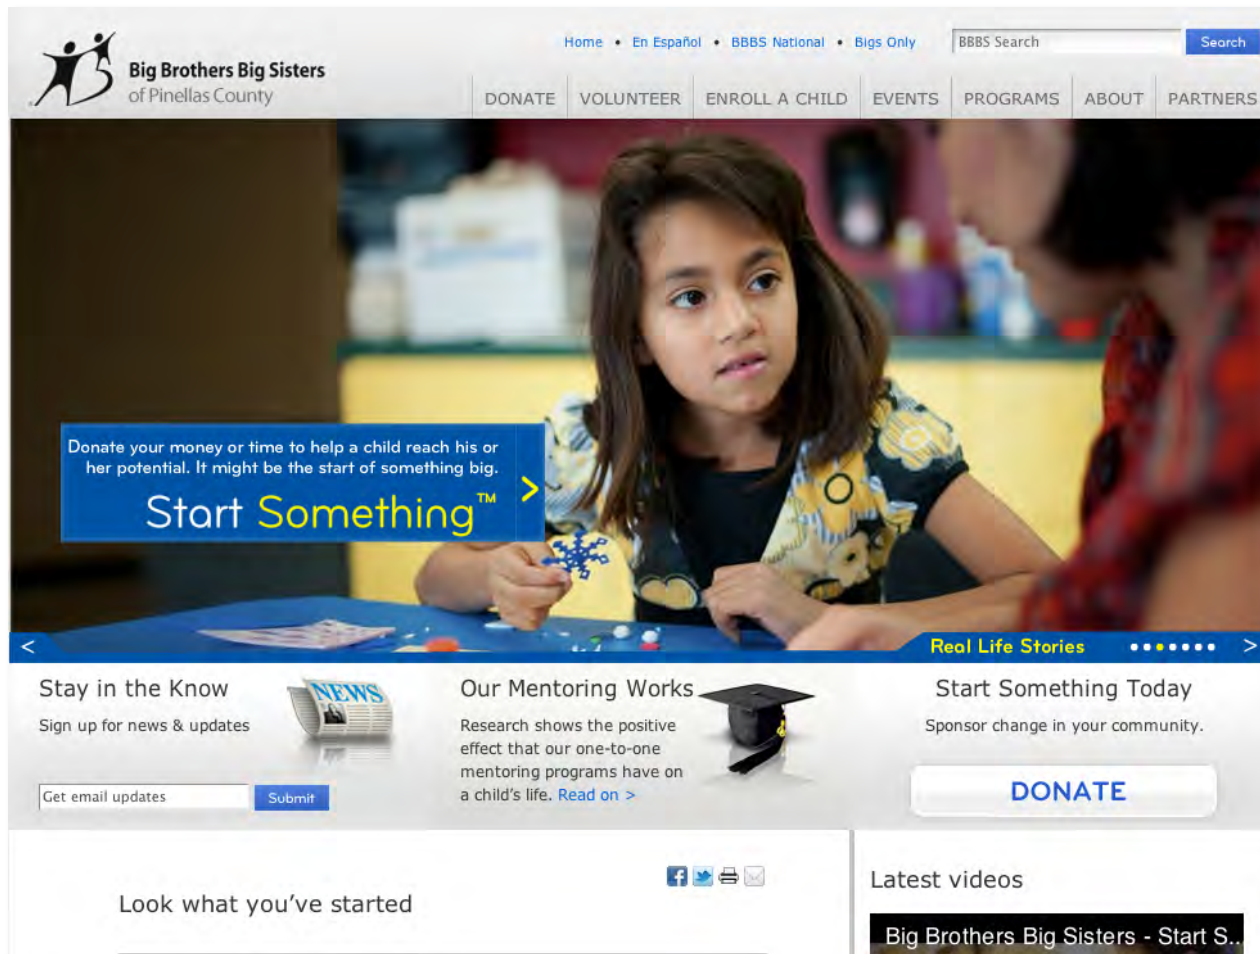 Home • En Español • BBBS National • Bigs Only
BBBS Search
Search
Big Brothers Big Sisters
of Pinellas County
DONATE
VOLUNTEER
ENROLL A CHILD
EVENTS
PROGRAMS
ABOUT
PARTNERS
Donate your money or time to help a child reach his or
her potential. It might be the start of something big.
Start Something™
>
<
Real Life Stories
>
Stay in the Know
Sign up for news & updates
NEWS
Get email updates
Submit
Our Mentoring Works
Research shows the positive
effect that our one-to-one
mentoring programs have on
a child's life. Read on >
Start Something Today
Sponsor change in your community.
DONATE
Look what you've started
Latest videos
Big Brothers Big Sisters - Start S...